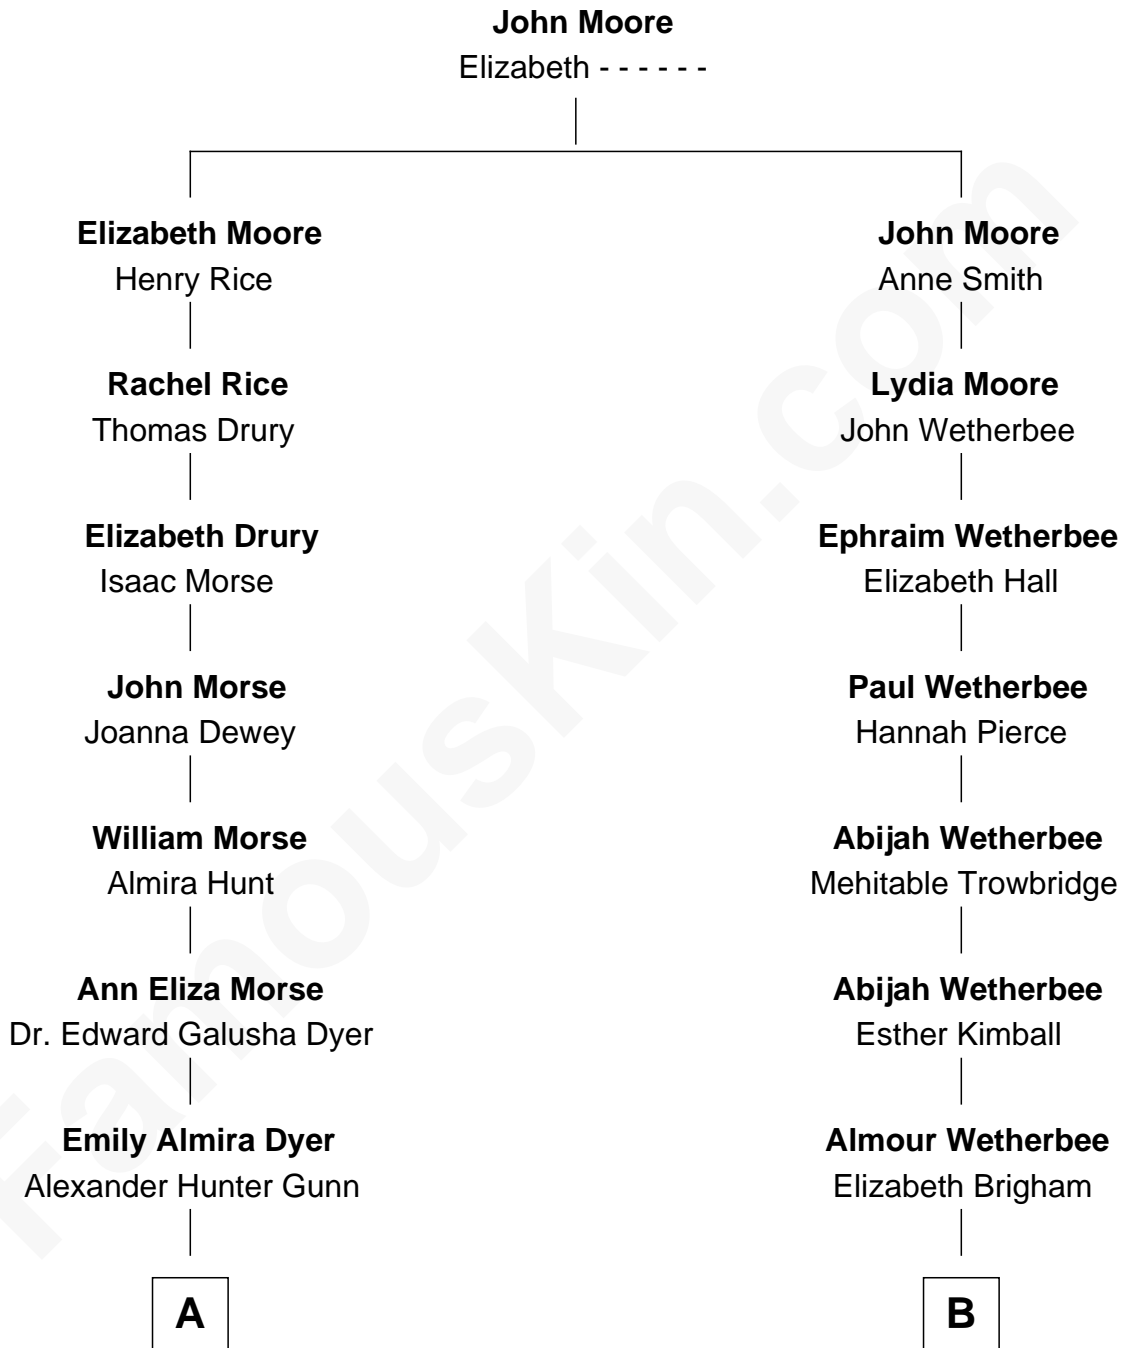 John Moore
Elizabeth - - - - - -
Elizabeth Moore
Henry Rice
John Moore
Anne Smith
Rachel Rice
Thomas Drury
Lydia Moore
John Wetherbee
Elizabeth Drury
Isaac Morse
Ephraim Wetherbee
Elizabeth Hall
John Morse
Joanna Dewey
Paul Wetherbee
Hannah Pierce
William Morse
Almira Hunt
Abijah Wetherbee
Mehitable Trowbridge
Ann Eliza Morse
Dr. Edward Galusha Dyer
Abijah Wetherbee
Esther Kimball
Emily Almira Dyer
Alexander Hunter Gunn
Almour Wetherbee
Elizabeth Brigham
A
B
FamousKin.com